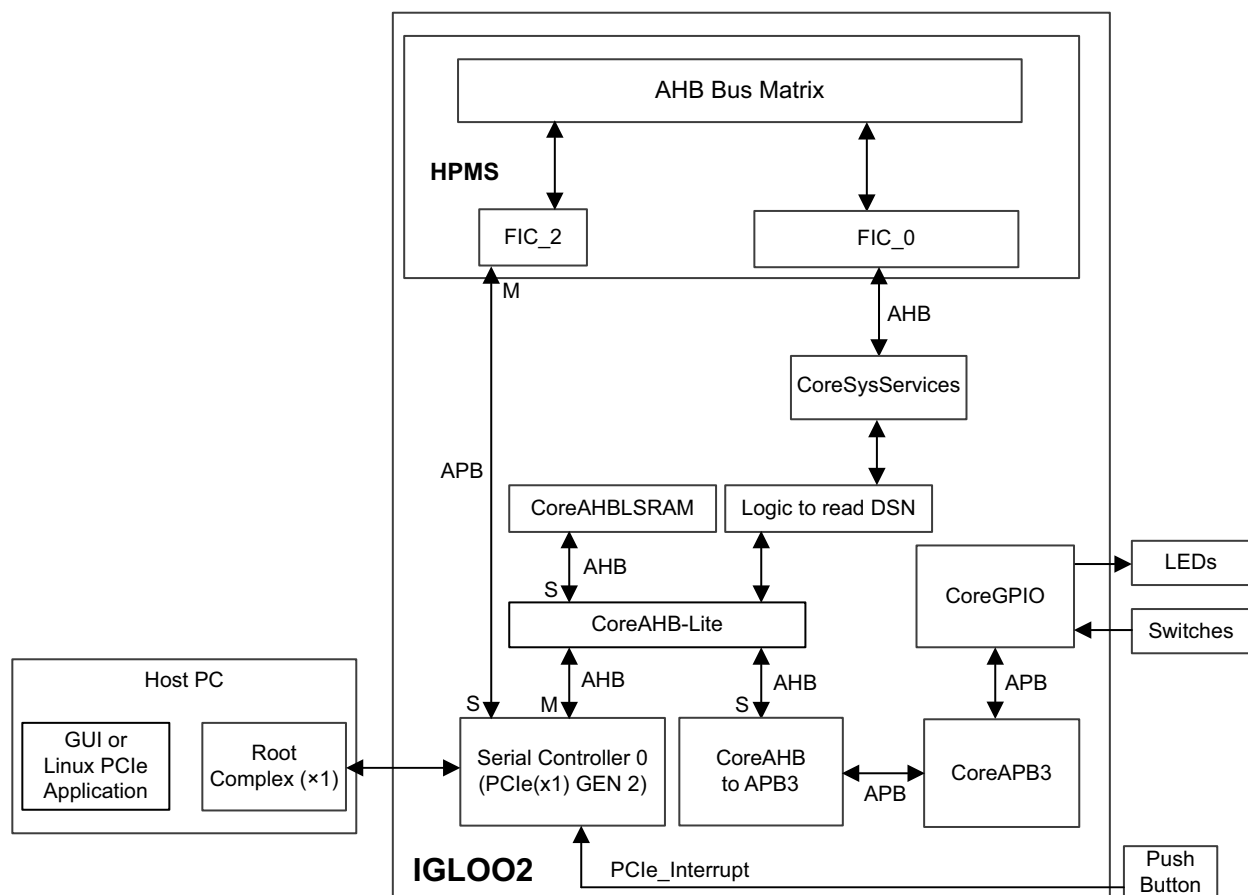 AHB Bus Matrix
HPMS
FIC_2
FIC_0
M
AHB
CoreSysServices
APB
CoreAHBLSRAM
Logic to read DSN
AHB
S
CoreGPIO
LEDs
CoreAHB-Lite
Switches
Host PC
AHB
AHB
APB
S
M
S
GUI or
Linux PCIe
Application
Root
Complex (×1)
Serial Controller 0
(PCIe(x1) GEN 2)
CoreAHB
to APB3
APB
CoreAPB3
IGLOO2
PCIe_Interrupt
Push
Button